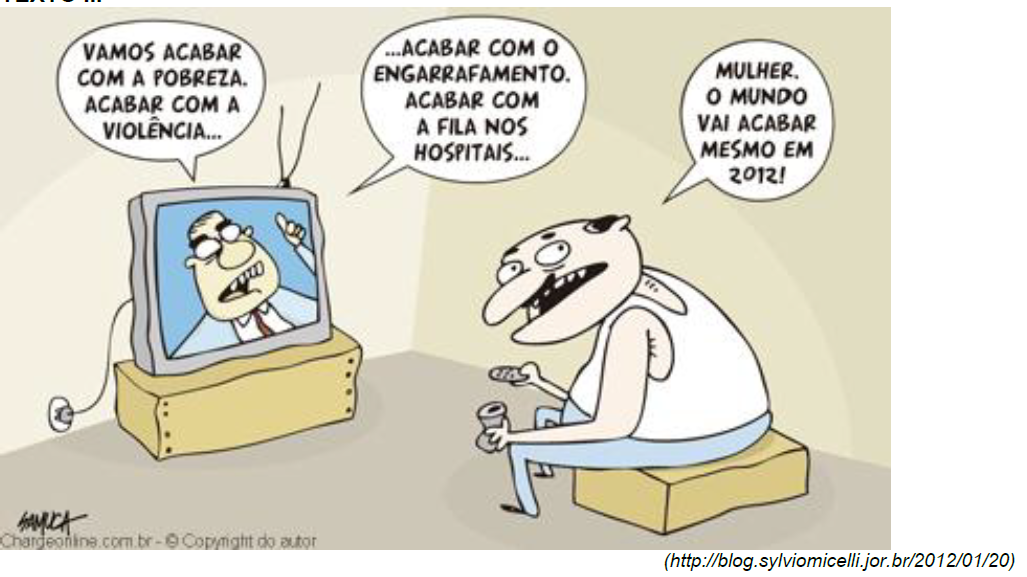 TEXTO III
VAMOS ACABAR
COM A POBREZA.
ACABAR COM A
VIOLÊNCIA...
...ACABAR COM O
ENGARRAFAMENTO.
ACABAR COM
A FILA NOS
HOSPITAIS...
MULHER.
O MUNDO
VAI ACABAR
MESMO EM
2012!
SAMUCA
Chargeonline.com.br - © Copyright do autor
(http://blog.sylviomicelli.jor.br/2012/01/20)